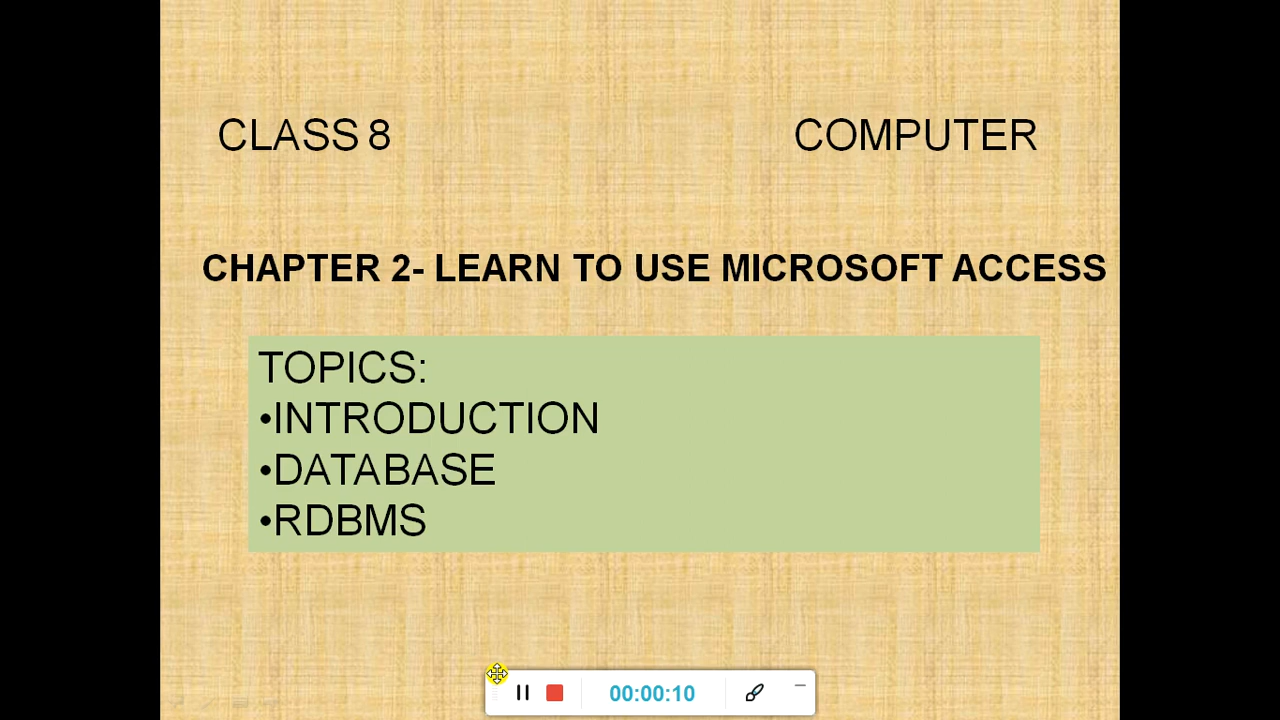 CLASS 8 COMPUTER
CHAPTER 2- LEARN TO USE MICROSOFT ACCESS
TOPICS:
•INTRODUCTION
•DATABASE
•RDBMS
00:00:10